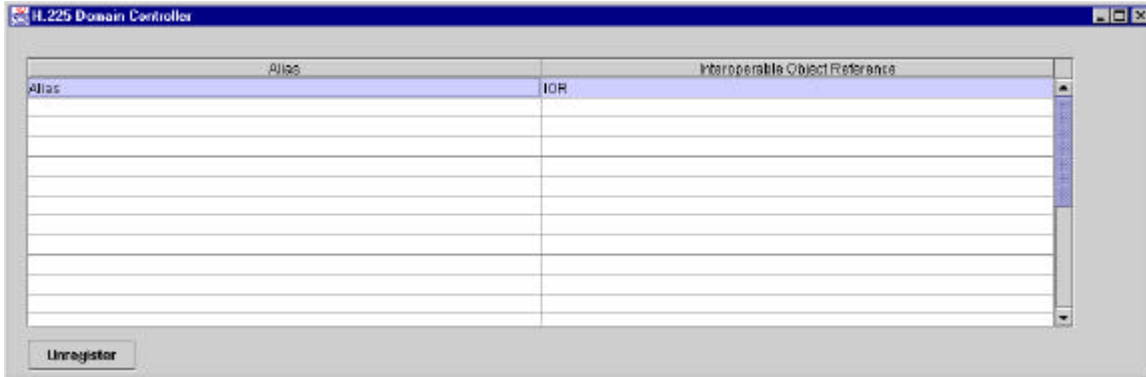 H.225 Domain Controller
Alias Interoperable Object Reference
Alias IOR
Unregister